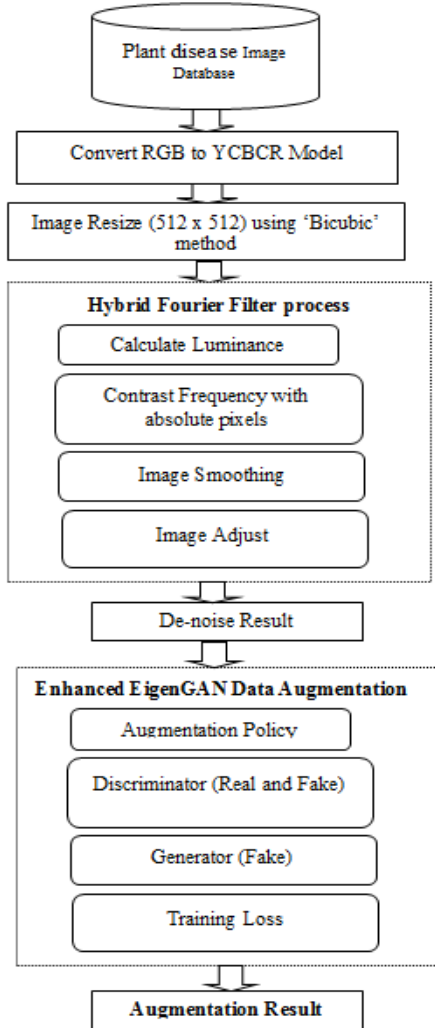 Plant disease Image
Database
Convert RGB to YCBCR Model
Image Resize (512 x 512) using ‘Bicubic’
method
Hybrid Fourier Filter process
Calculate Luminance
Contrast Frequency with
absolute pixels
Image Smoothing
Image Adjust
De-noise Result
Enhanced EigenGAN Data Augmentation
Augmentation Policy
Discriminator (Real and Fake)
Generator (Fake)
Training Loss
Augmentation Result